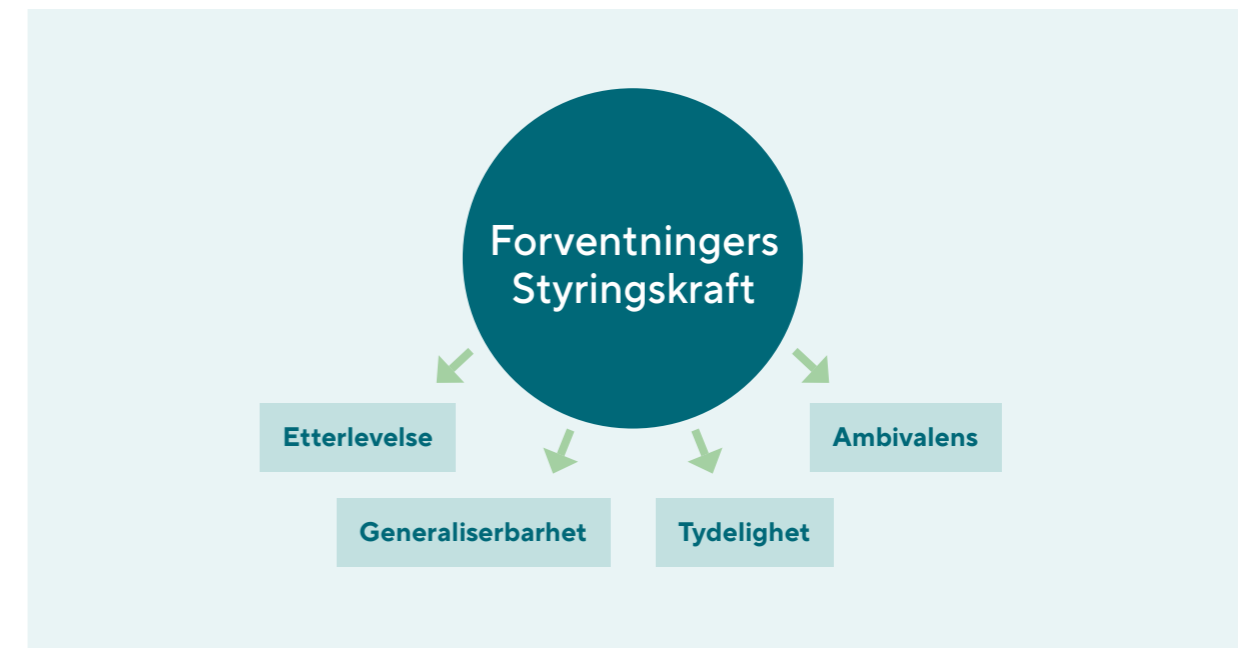 Forventningers
Styringskraft
Etterlevelse
Ambivalens
Generaliserbarhet
Tydelighet